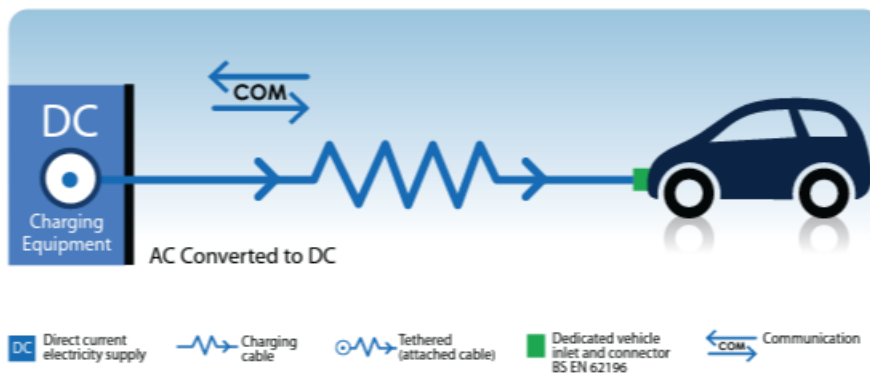 COM
DC
Charging
Equipment
AC Converted to DC
DC
Direct current
electricity supply
Charging
cable
Tethered
(attached cable)
Dedicated vehicle
inlet and connector
BS EN 62196
COM
Communication